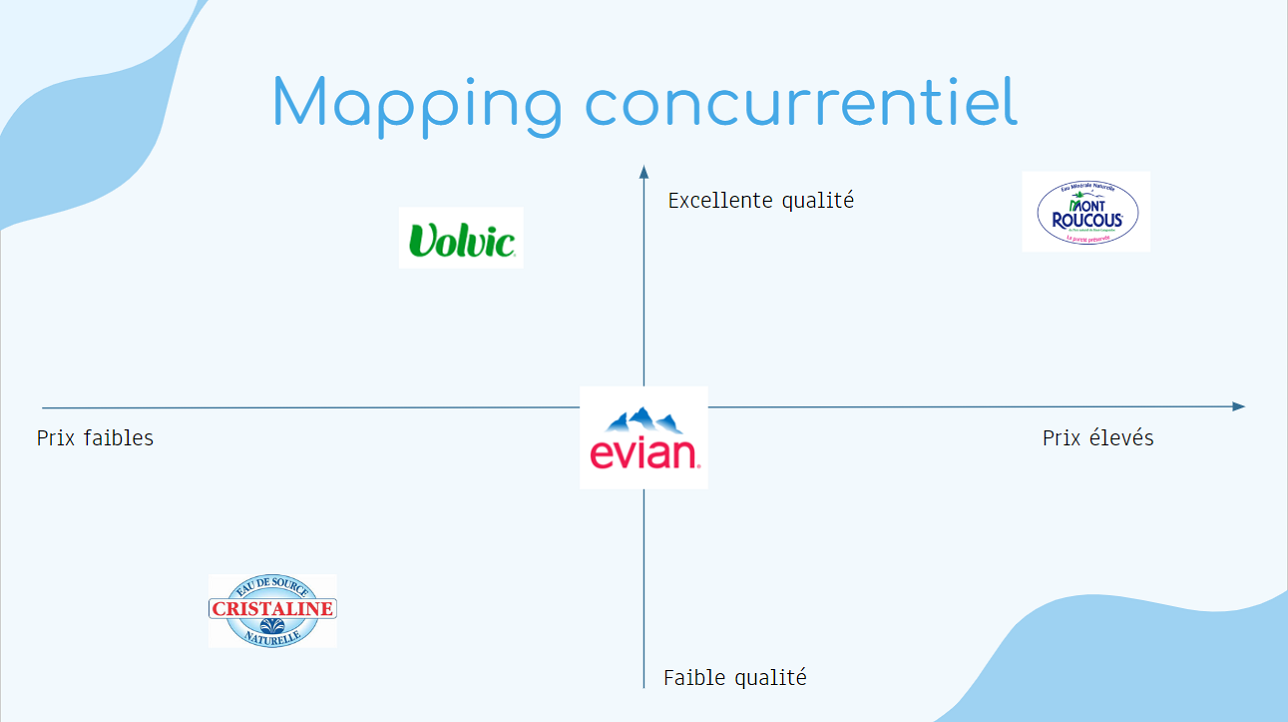 Mapping concurrentiel
Excellente qualité
Volvic
Eau Minérale Naturelle
MONT
ROUCOUS
La pureté préservée
evian.
Prix faibles
Prix élevés
EAU DE SOURCE
CRISTALINE
NATURELLE
Faible qualité